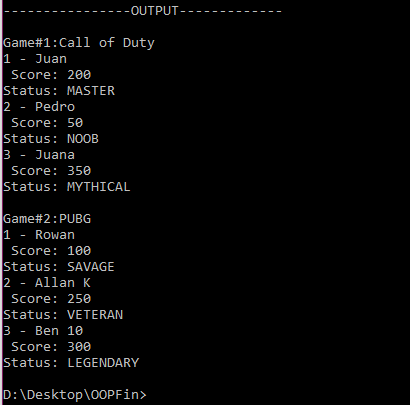 ----------------OUTPUT-------------
Game#1:Call of Duty
1 - Juan
 Score: 200
Status: MASTER
2 - Pedro
 Score: 50
Status: NOOB
3 - Juana
 Score: 350
Status: MYTHICAL
Game#2:PUBG
1 - Rowan
 Score: 100
Status: SAVAGE
2 - Allan K
 Score: 250
Status: VETERAN
3 - Ben 10
 Score: 300
Status: LEGENDARY
D:\Desktop\OOPFin>